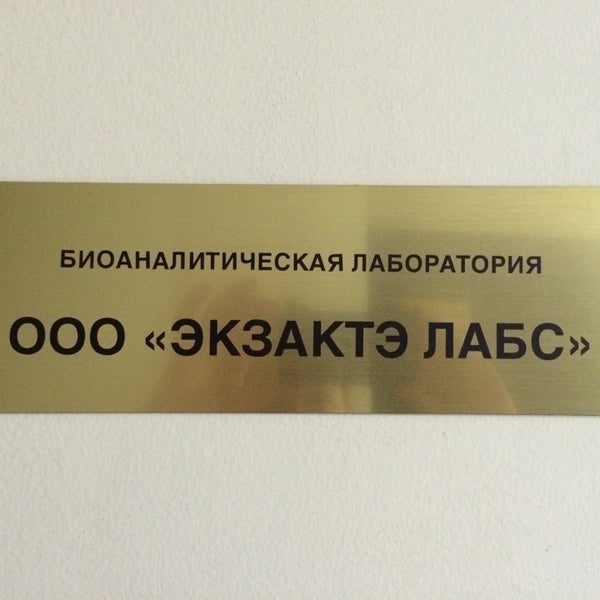 БИОАНАЛИТИЧЕСКАЯ ЛАБОРАТОРИЯ
ООО «ЭКЗАКТЭ ЛАБС»